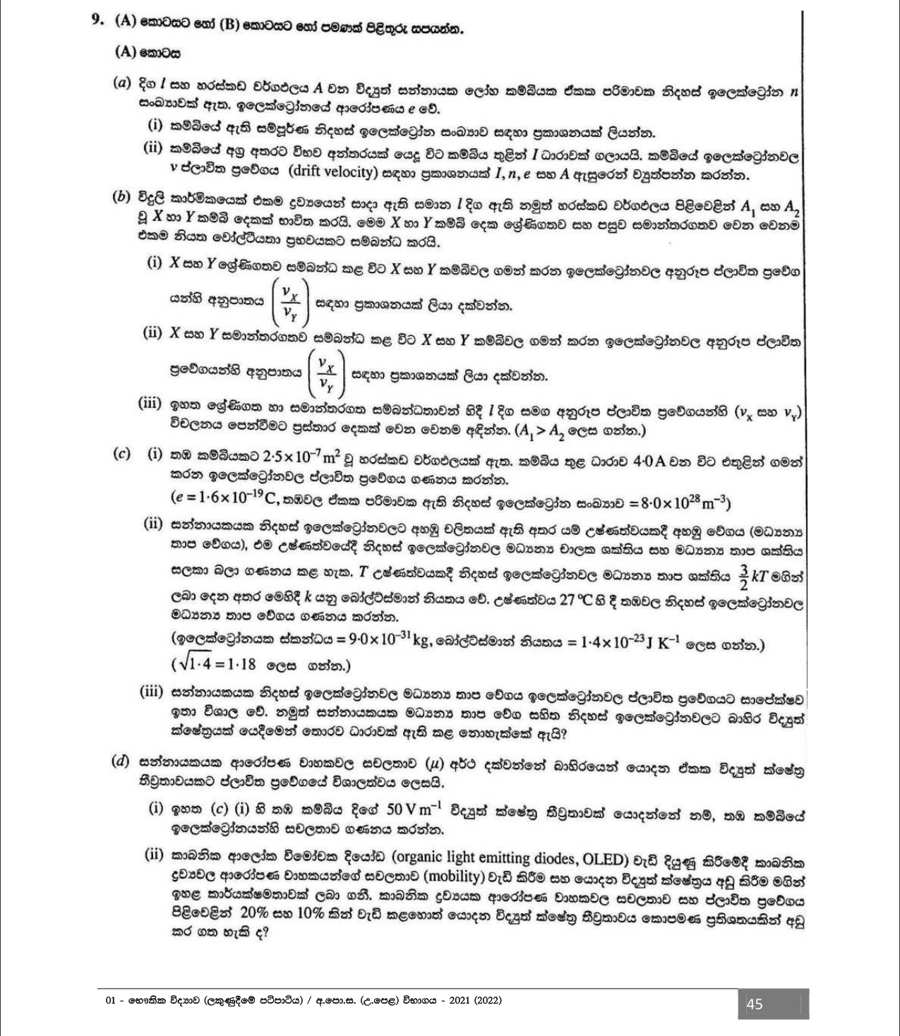 9. (A) කොටසට හෝ (B) කොටසට හෝ පමණක් පිළිතුරු සපයන්න.
(A) කොටස
(a) දිග l සහ හරස්කඩ වර්ගඵලය A වන විද්‍යුත් සන්නායක ලෝහ කම්බියක ඒකක පරිමාවක නිදහස් ඉලෙක්ට්‍රෝන n
සංඛ්‍යාවක් ඇත. ඉලෙක්ට්‍රෝනයේ ආරෝපණය e වේ.
(i) කම්බියේ ඇති සම්පූර්ණ නිදහස් ඉලෙක්ට්‍රෝන සංඛ්‍යාව සඳහා ප්‍රකාශනයක් ලියන්න.
(ii) කම්බියේ අග්‍ර අතරට විභව අන්තරයක් යෙදූ විට කම්බිය තුළින් I ධාරාවක් ගලායයි. කම්බියේ ඉලෙක්ට්‍රෝනවල
v ප්ලාවිත ප්‍රවේගය (drift velocity) සඳහා ප්‍රකාශනයක් I, n, e සහ A ඇසුරෙන් ව්‍යුත්පන්න කරන්න.
(b) විදුලි කාර්මිකයෙක් එකම ද්‍රව්‍යයෙන් සාදා ඇති සමාන l දිග ඇති නමුත් හරස්කඩ වර්ගඵලය පිළිවෙළින් A₁ සහ A₂
වූ X හා Y කම්බි දෙකක් භාවිත කරයි. මෙම X හා Y කම්බි දෙක ශ්‍රේණිගතව සහ පසුව සමාන්තරගතව වෙන වෙනම
එකම නියත වෝල්ටීයතා ප්‍රභවයකට සම්බන්ධ කරයි.
(i) X සහ Y ශ්‍රේණිගතව සම්බන්ධ කළ විට X සහ Y කම්බිවල ගමන් කරන ඉලෙක්ට්‍රෝනවල අනුරූප ප්ලාවිත ප්‍රවේග
යන්හි අනුපාතය (v_X / v_Y) සඳහා ප්‍රකාශනයක් ලියා දක්වන්න.
(ii) X සහ Y සමාන්තරගතව සම්බන්ධ කළ විට X සහ Y කම්බිවල ගමන් කරන ඉලෙක්ට්‍රෝනවල අනුරූප ප්ලාවිත
ප්‍රවේගයන්හි අනුපාතය (v_X / v_Y) සඳහා ප්‍රකාශනයක් ලියා දක්වන්න.
(iii) ඉහත ශ්‍රේණිගත හා සමාන්තරගත සම්බන්ධතාවන් හිදී l දිග සමග අනුරූප ප්ලාවිත ප්‍රවේගයන්හි (v_X සහ v_Y)
විචලනය පෙන්වීමට ප්‍රස්තාර දෙකක් වෙන වෙනම අඳින්න. (A₁ > A₂ ලෙස ගන්න.)
(c) (i) තඹ කම්බියකට 2·5 × 10⁻⁷ m² වූ හරස්කඩ වර්ගඵලයක් ඇත. කම්බිය තුළ ධාරාව 4·0 A වන විට එතුළින් ගමන්
කරන ඉලෙක්ට්‍රෝනවල ප්ලාවිත ප්‍රවේගය ගණනය කරන්න.
(e = 1·6 × 10⁻¹⁹ C, තඹවල ඒකක පරිමාවක ඇති නිදහස් ඉලෙක්ට්‍රෝන සංඛ්‍යාව = 8·0 × 10²⁸ m⁻³)
(ii) සන්නායකයක නිදහස් ඉලෙක්ට්‍රෝනවලට අහඹු චලිතයක් ඇති අතර යම් උෂ්ණත්වයකදී අහඹු වේගය (මධ්‍යන්‍ය
තාප වේගය), එම උෂ්ණත්වයේදී නිදහස් ඉලෙක්ට්‍රෝනවල මධ්‍යන්‍ය චාලක ශක්තිය සහ මධ්‍යන්‍ය තාප ශක්තිය
සලකා බලා ගණනය කළ හැක. T උෂ්ණත්වයකදී නිදහස් ඉලෙක්ට්‍රෝනවල මධ්‍යන්‍ය තාප ශක්තිය 3/2 kT මගින්
ලබා දෙන අතර මෙහිදී k යනු බෝල්ට්ස්මාන් නියතය වේ. උෂ්ණත්වය 27 °C හි දී තඹවල නිදහස් ඉලෙක්ට්‍රෝනවල
මධ්‍යන්‍ය තාප වේගය ගණනය කරන්න.
(ඉලෙක්ට්‍රෝනයක ස්කන්ධය = 9·0 × 10⁻³¹ kg, බෝල්ට්ස්මාන් නියතය = 1·4 × 10⁻²³ J K⁻¹ ලෙස ගන්න.)
(√1·4 = 1·18 ලෙස ගන්න.)
(iii) සන්නායකයක නිදහස් ඉලෙක්ට්‍රෝනවල මධ්‍යන්‍ය තාප වේගය ඉලෙක්ට්‍රෝනවල ප්ලාවිත ප්‍රවේගයට සාපේක්ෂව
ඉතා විශාල වේ. නමුත් සන්නායකයක මධ්‍යන්‍ය තාප වේග සහිත නිදහස් ඉලෙක්ට්‍රෝනවලට බාහිර විද්‍යුත්
ක්ෂේත්‍රයක් යෙදීමෙන් තොරව ධාරාවක් ඇති කළ නොහැක්කේ ඇයි?
(d) සන්නායකයක ආරෝපණ වාහකවල සචලතාව (μ) අර්ථ දක්වන්නේ බාහිරයෙන් යොදන ඒකක විද්‍යුත් ක්ෂේත්‍ර
තීව්‍රතාවයකට ප්ලාවිත ප්‍රවේගයේ විශාලත්වය ලෙසයි.
(i) ඉහත (c) (i) හි තඹ කම්බිය දිගේ 50 V m⁻¹ විද්‍යුත් ක්ෂේත්‍ර තීව්‍රතාවක් යොදන්නේ නම්, තඹ කම්බියේ
ඉලෙක්ට්‍රෝනයන්හි සචලතාව ගණනය කරන්න.
(ii) කාබනික ආලෝක විමෝචක දියෝඩ (organic light emitting diodes, OLED) වැඩි දියුණු කිරීමේදී කාබනික
ද්‍රව්‍යවල ආරෝපණ වාහකයන්ගේ සචලතාව (mobility) වැඩි කිරීම සහ යොදන විද්‍යුත් ක්ෂේත්‍රය අඩු කිරීම මගින්
ඉහළ කාර්යක්ෂමතාවක් ලබා ගනී. කාබනික ද්‍රව්‍යයක ආරෝපණ වාහකවල සචලතාව සහ ප්ලාවිත ප්‍රවේගය
පිළිවෙළින් 20% සහ 10% කින් වැඩි කළහොත් යොදන විද්‍යුත් ක්ෂේත්‍ර තීව්‍රතාවය කොපමණ ප්‍රතිශතයකින් අඩු
කර ගත හැකි ද?
01 - භෞතික විද්‍යාව (ලකුණුදීමේ පටිපාටිය) / අ.පො.ස. (උ.පෙළ) විභාගය - 2021 (2022)
45